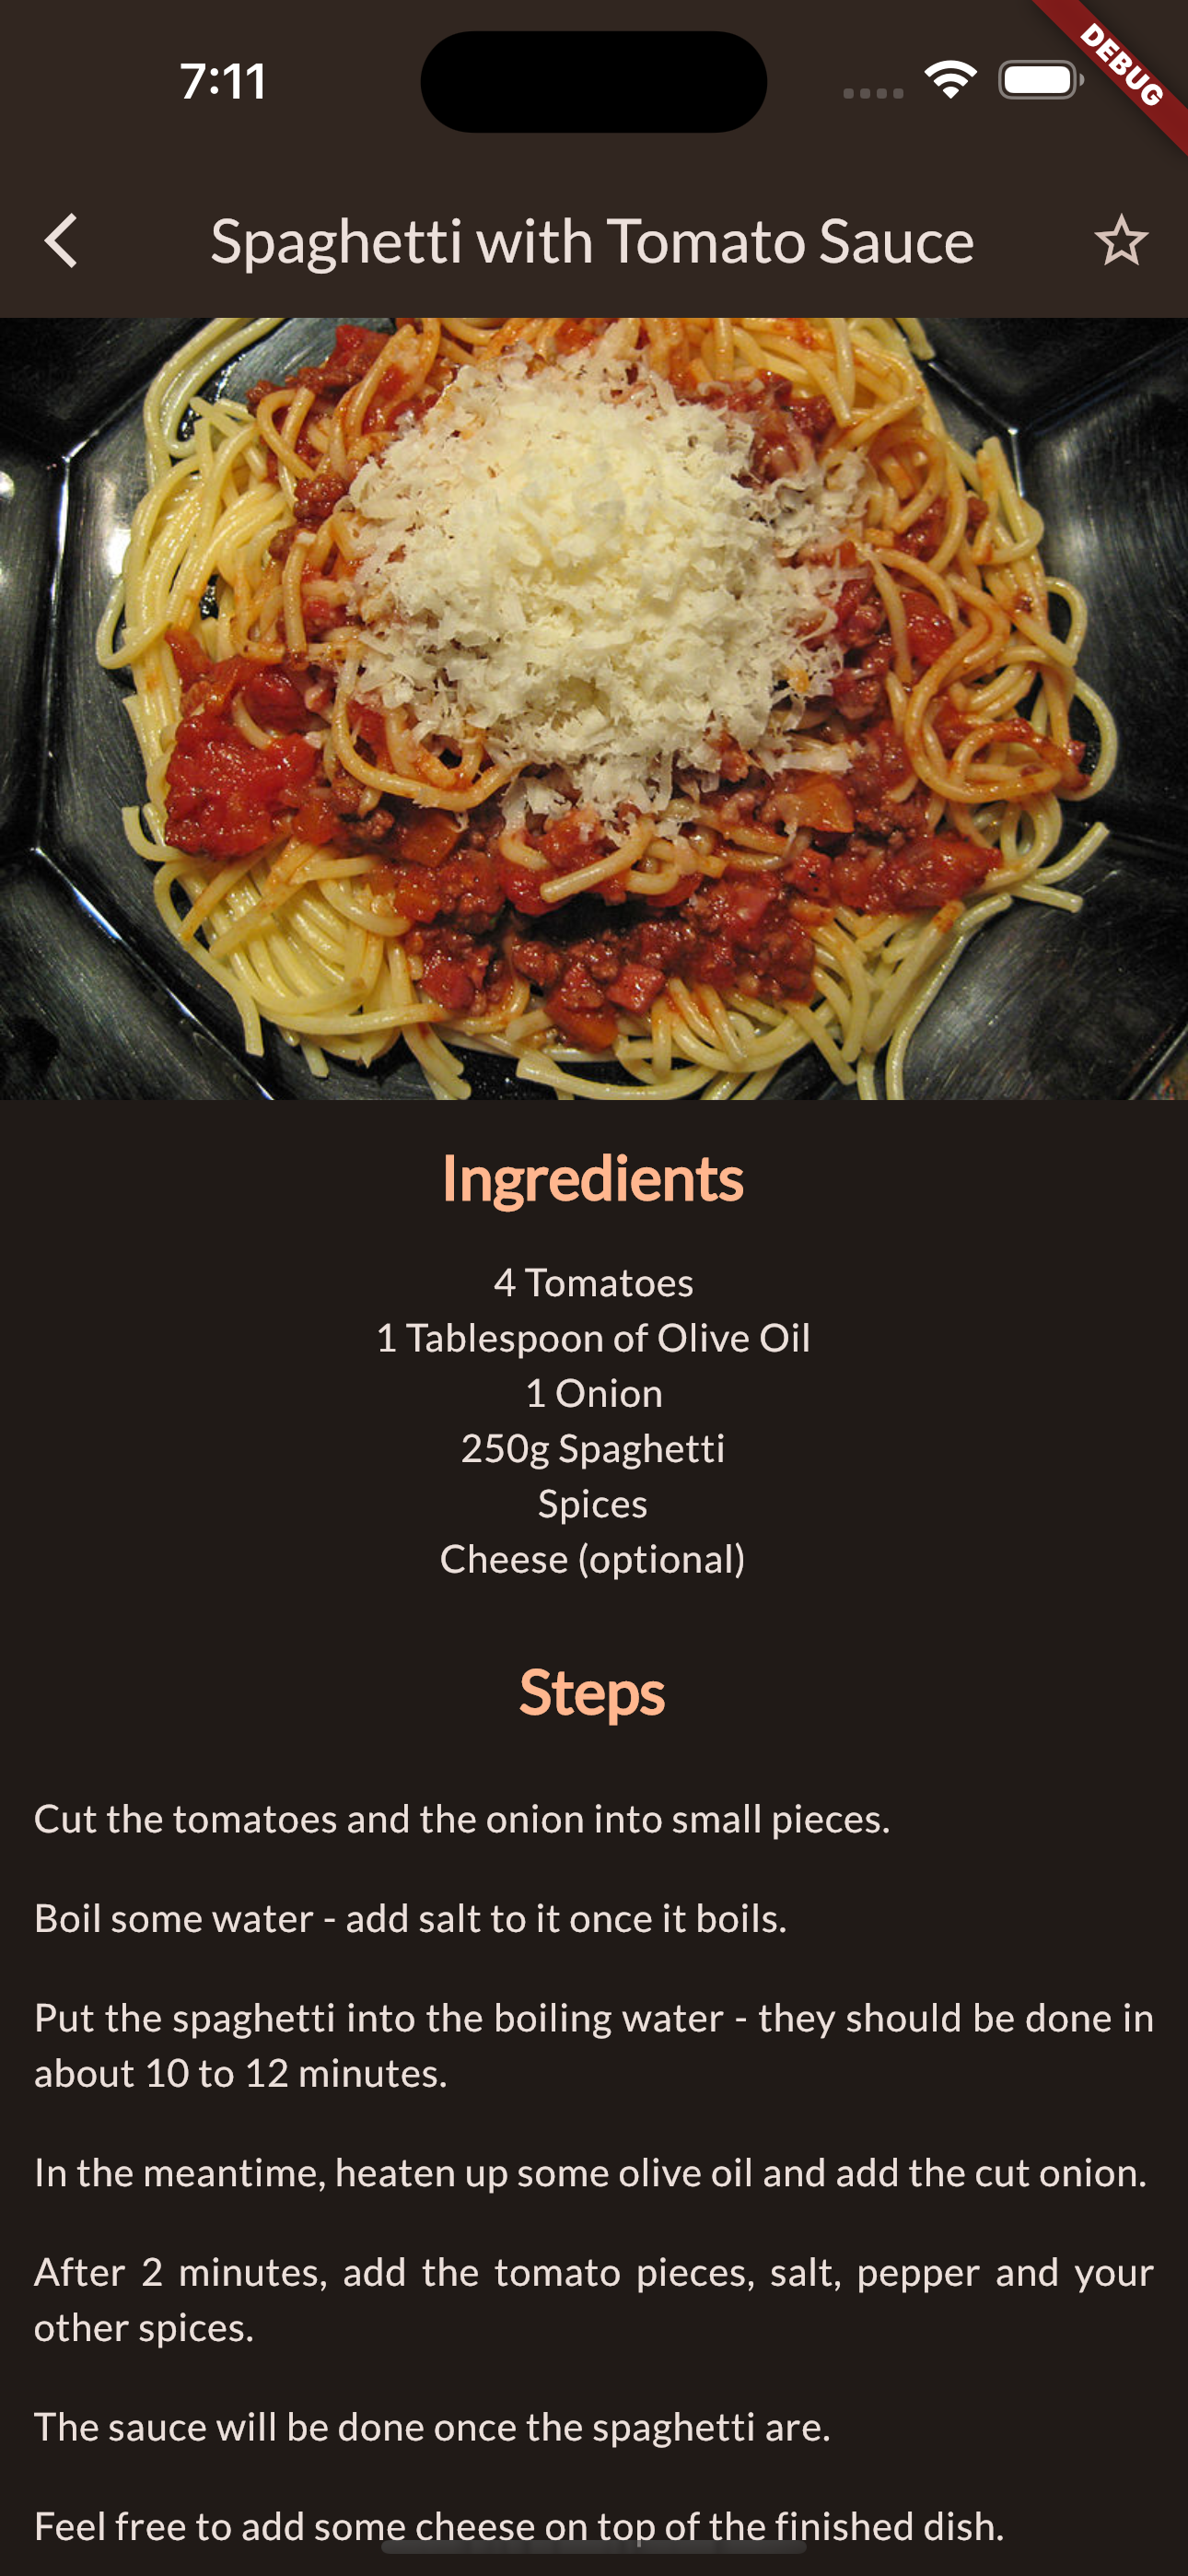 7:11
DEBUG
Spaghetti with Tomato Sauce
Ingredients
4 Tomatoes
1 Tablespoon of Olive Oil
1 Onion
250g Spaghetti
Spices
Cheese (optional)
Steps
Cut the tomatoes and the onion into small pieces.
Boil some water - add salt to it once it boils.
Put the spaghetti into the boiling water - they should be done in
about 10 to 12 minutes.
In the meantime, heaten up some olive oil and add the cut onion.
After 2 minutes, add the tomato pieces, salt, pepper and your
other spices.
The sauce will be done once the spaghetti are.
Feel free to add some cheese on top of the finished dish.